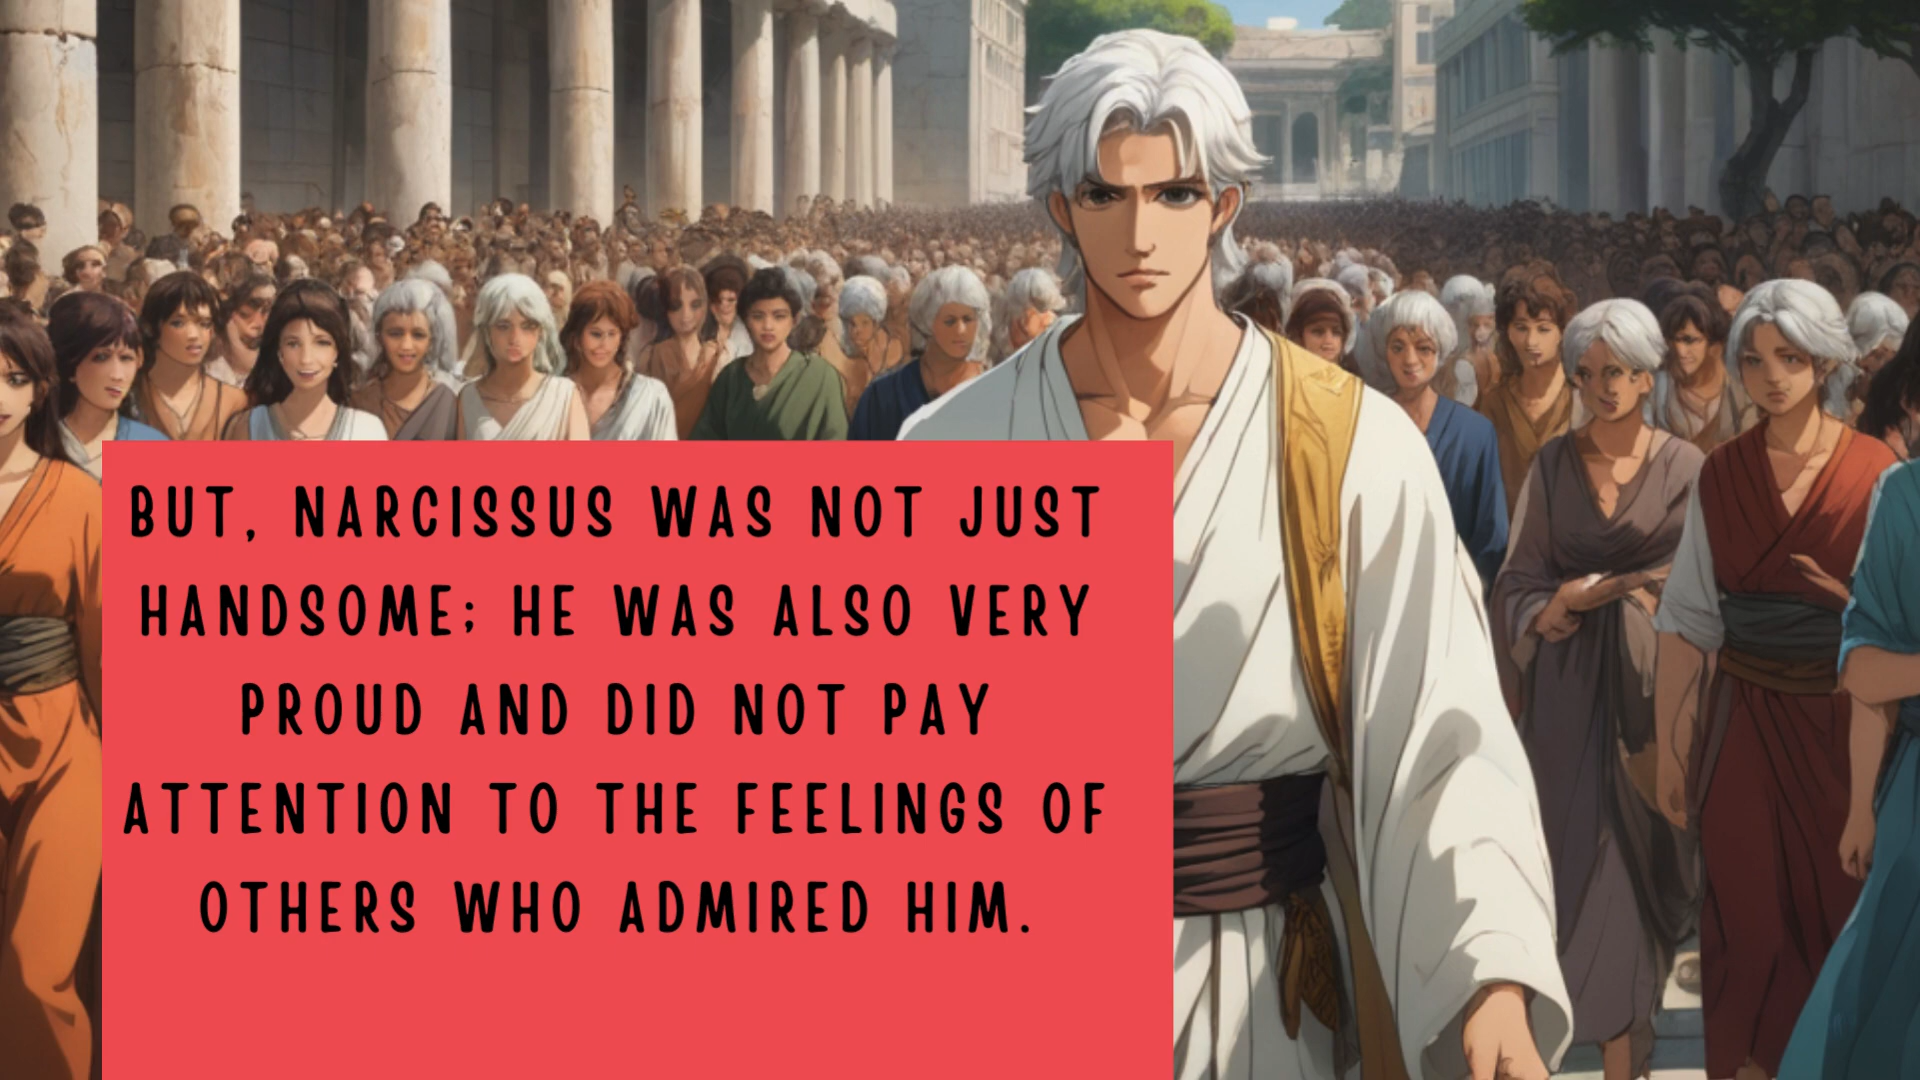 BUT, NARCISSUS WAS NOT JUST
HANDSOME; HE WAS ALSO VERY
PROUD AND DID NOT PAY
ATTENTION TO THE FEELINGS OF
OTHERS WHO ADMIRED HIM.